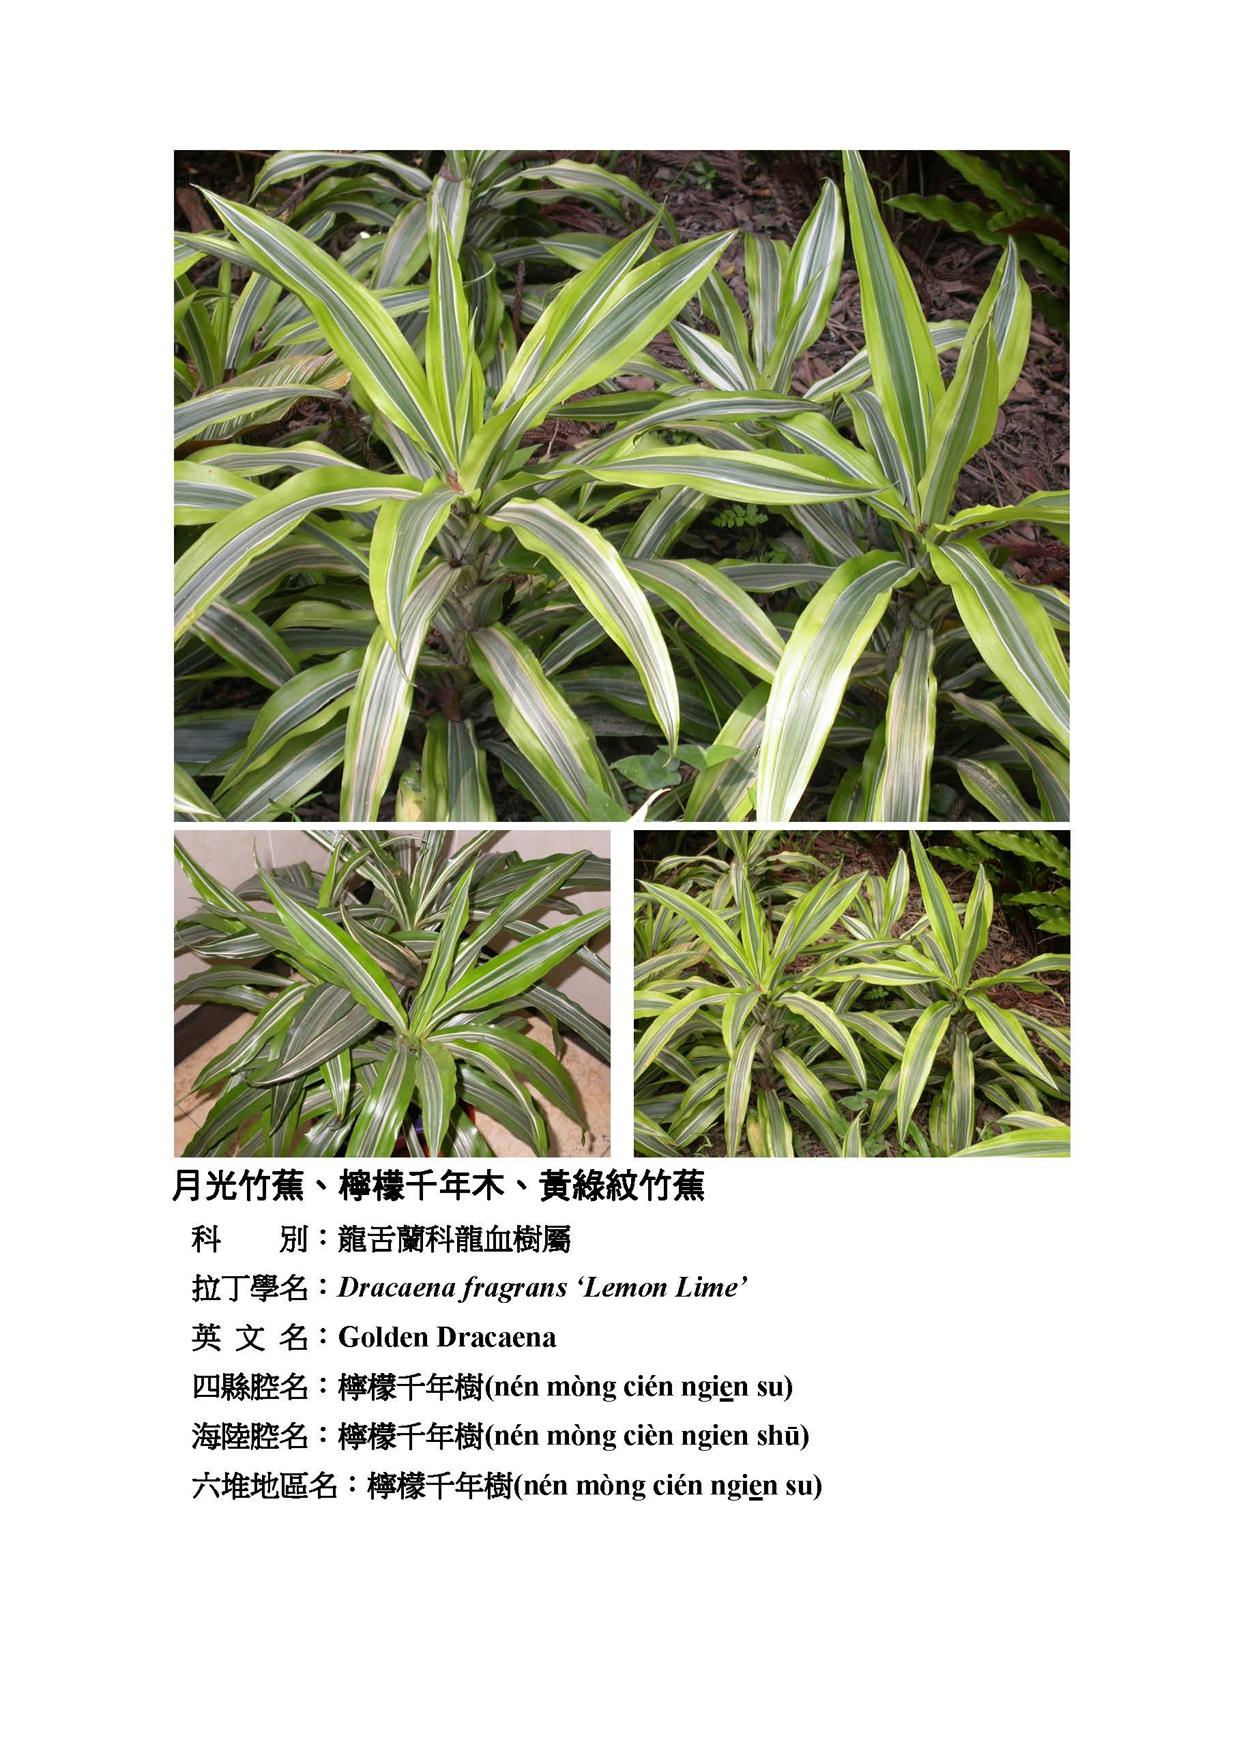 月光竹蕉、檸檬千年木、黃綠紋竹蕉
科　　別：龍舌蘭科龍血樹屬
拉丁學名：Dracaena fragrans ‘Lemon Lime’
英 文 名：Golden Dracaena
四縣腔名：檸檬千年樹(nén mòng cién ngien su)
海陸腔名：檸檬千年樹(nén mòng cièn ngien shū)
六堆地區名：檸檬千年樹(nén mòng cién ngien su)